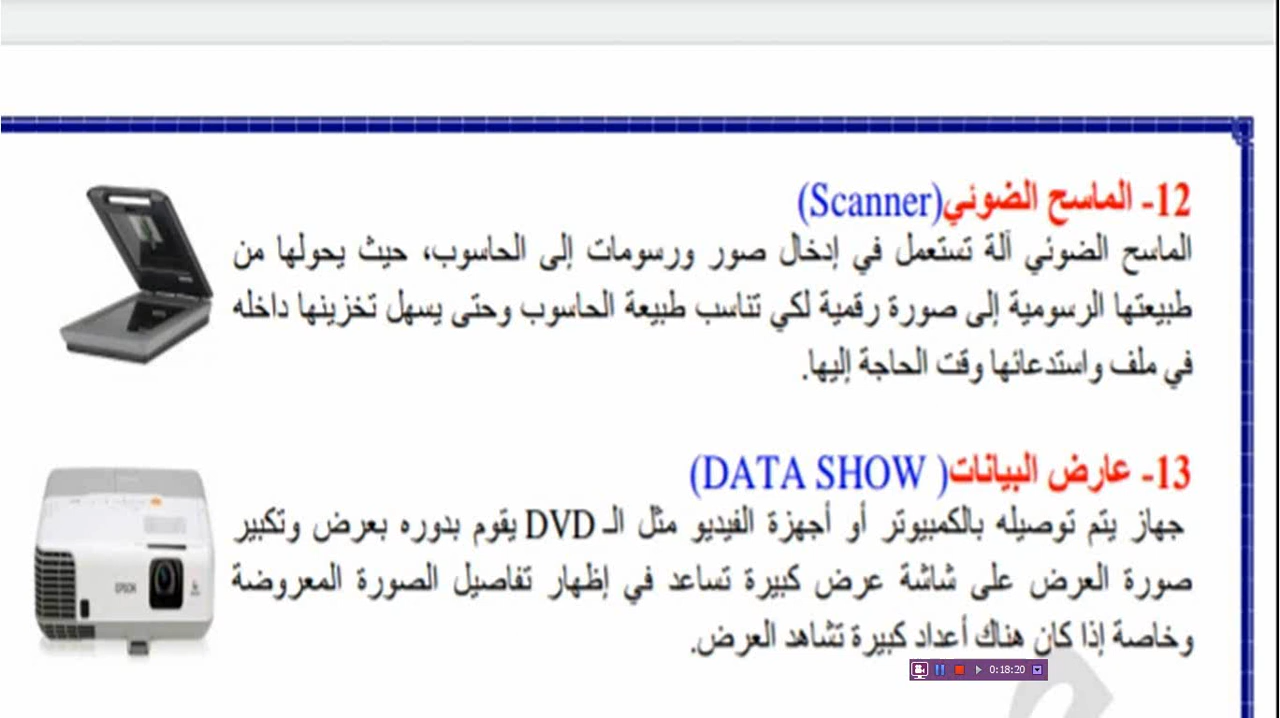 12- الماسح الضوئي(Scanner)
الماسح الضوئي آلة تستعمل في إدخال صور ورسومات إلى الحاسوب، حيث يحولها من
طبيعتها الرسومية إلى صورة رقمية لكي تناسب طبيعة الحاسوب وحتى يسهل تخزينها داخله
في ملف واستدعائها وقت الحاجة إليها.
13- عارض البيانات( DATA SHOW)
جهاز يتم توصيله بالكمبيوتر أو أجهزة الفيديو مثل الـ DVD يقوم بدوره بعرض وتكبير
صورة العرض على شاشة عرض كبيرة تساعد في إظهار تفاصيل الصورة المعروضة
وخاصة إذا كان هناك أعداد كبيرة تشاهد العرض.
EPSON
0:18:20